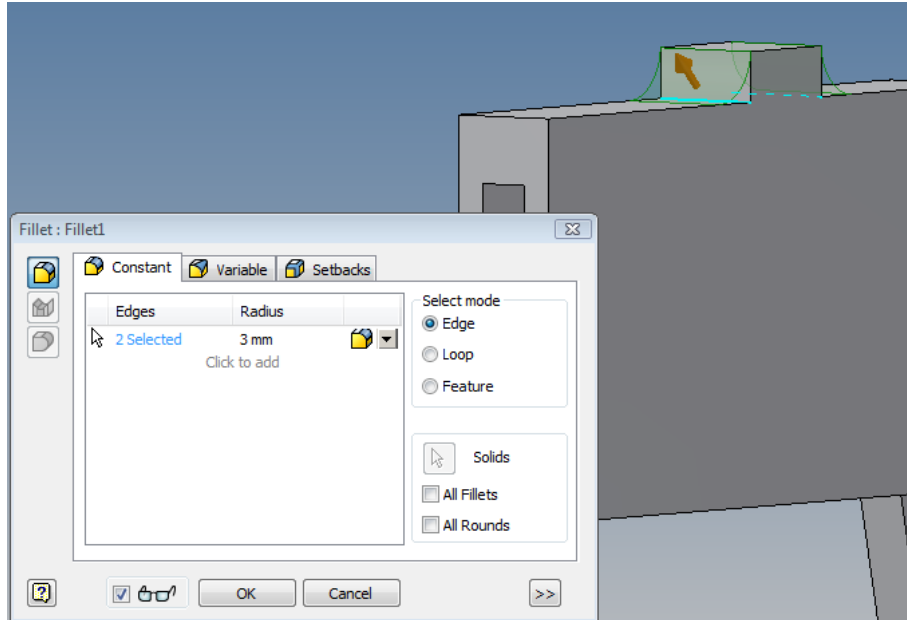 Fillet : Fillet1
Constant Variable Setbacks
Edges Radius
2 Selected 3 mm
Click to add
Select mode
Edge
Loop
Feature
Solids
All Fillets
All Rounds
? OK Cancel >>